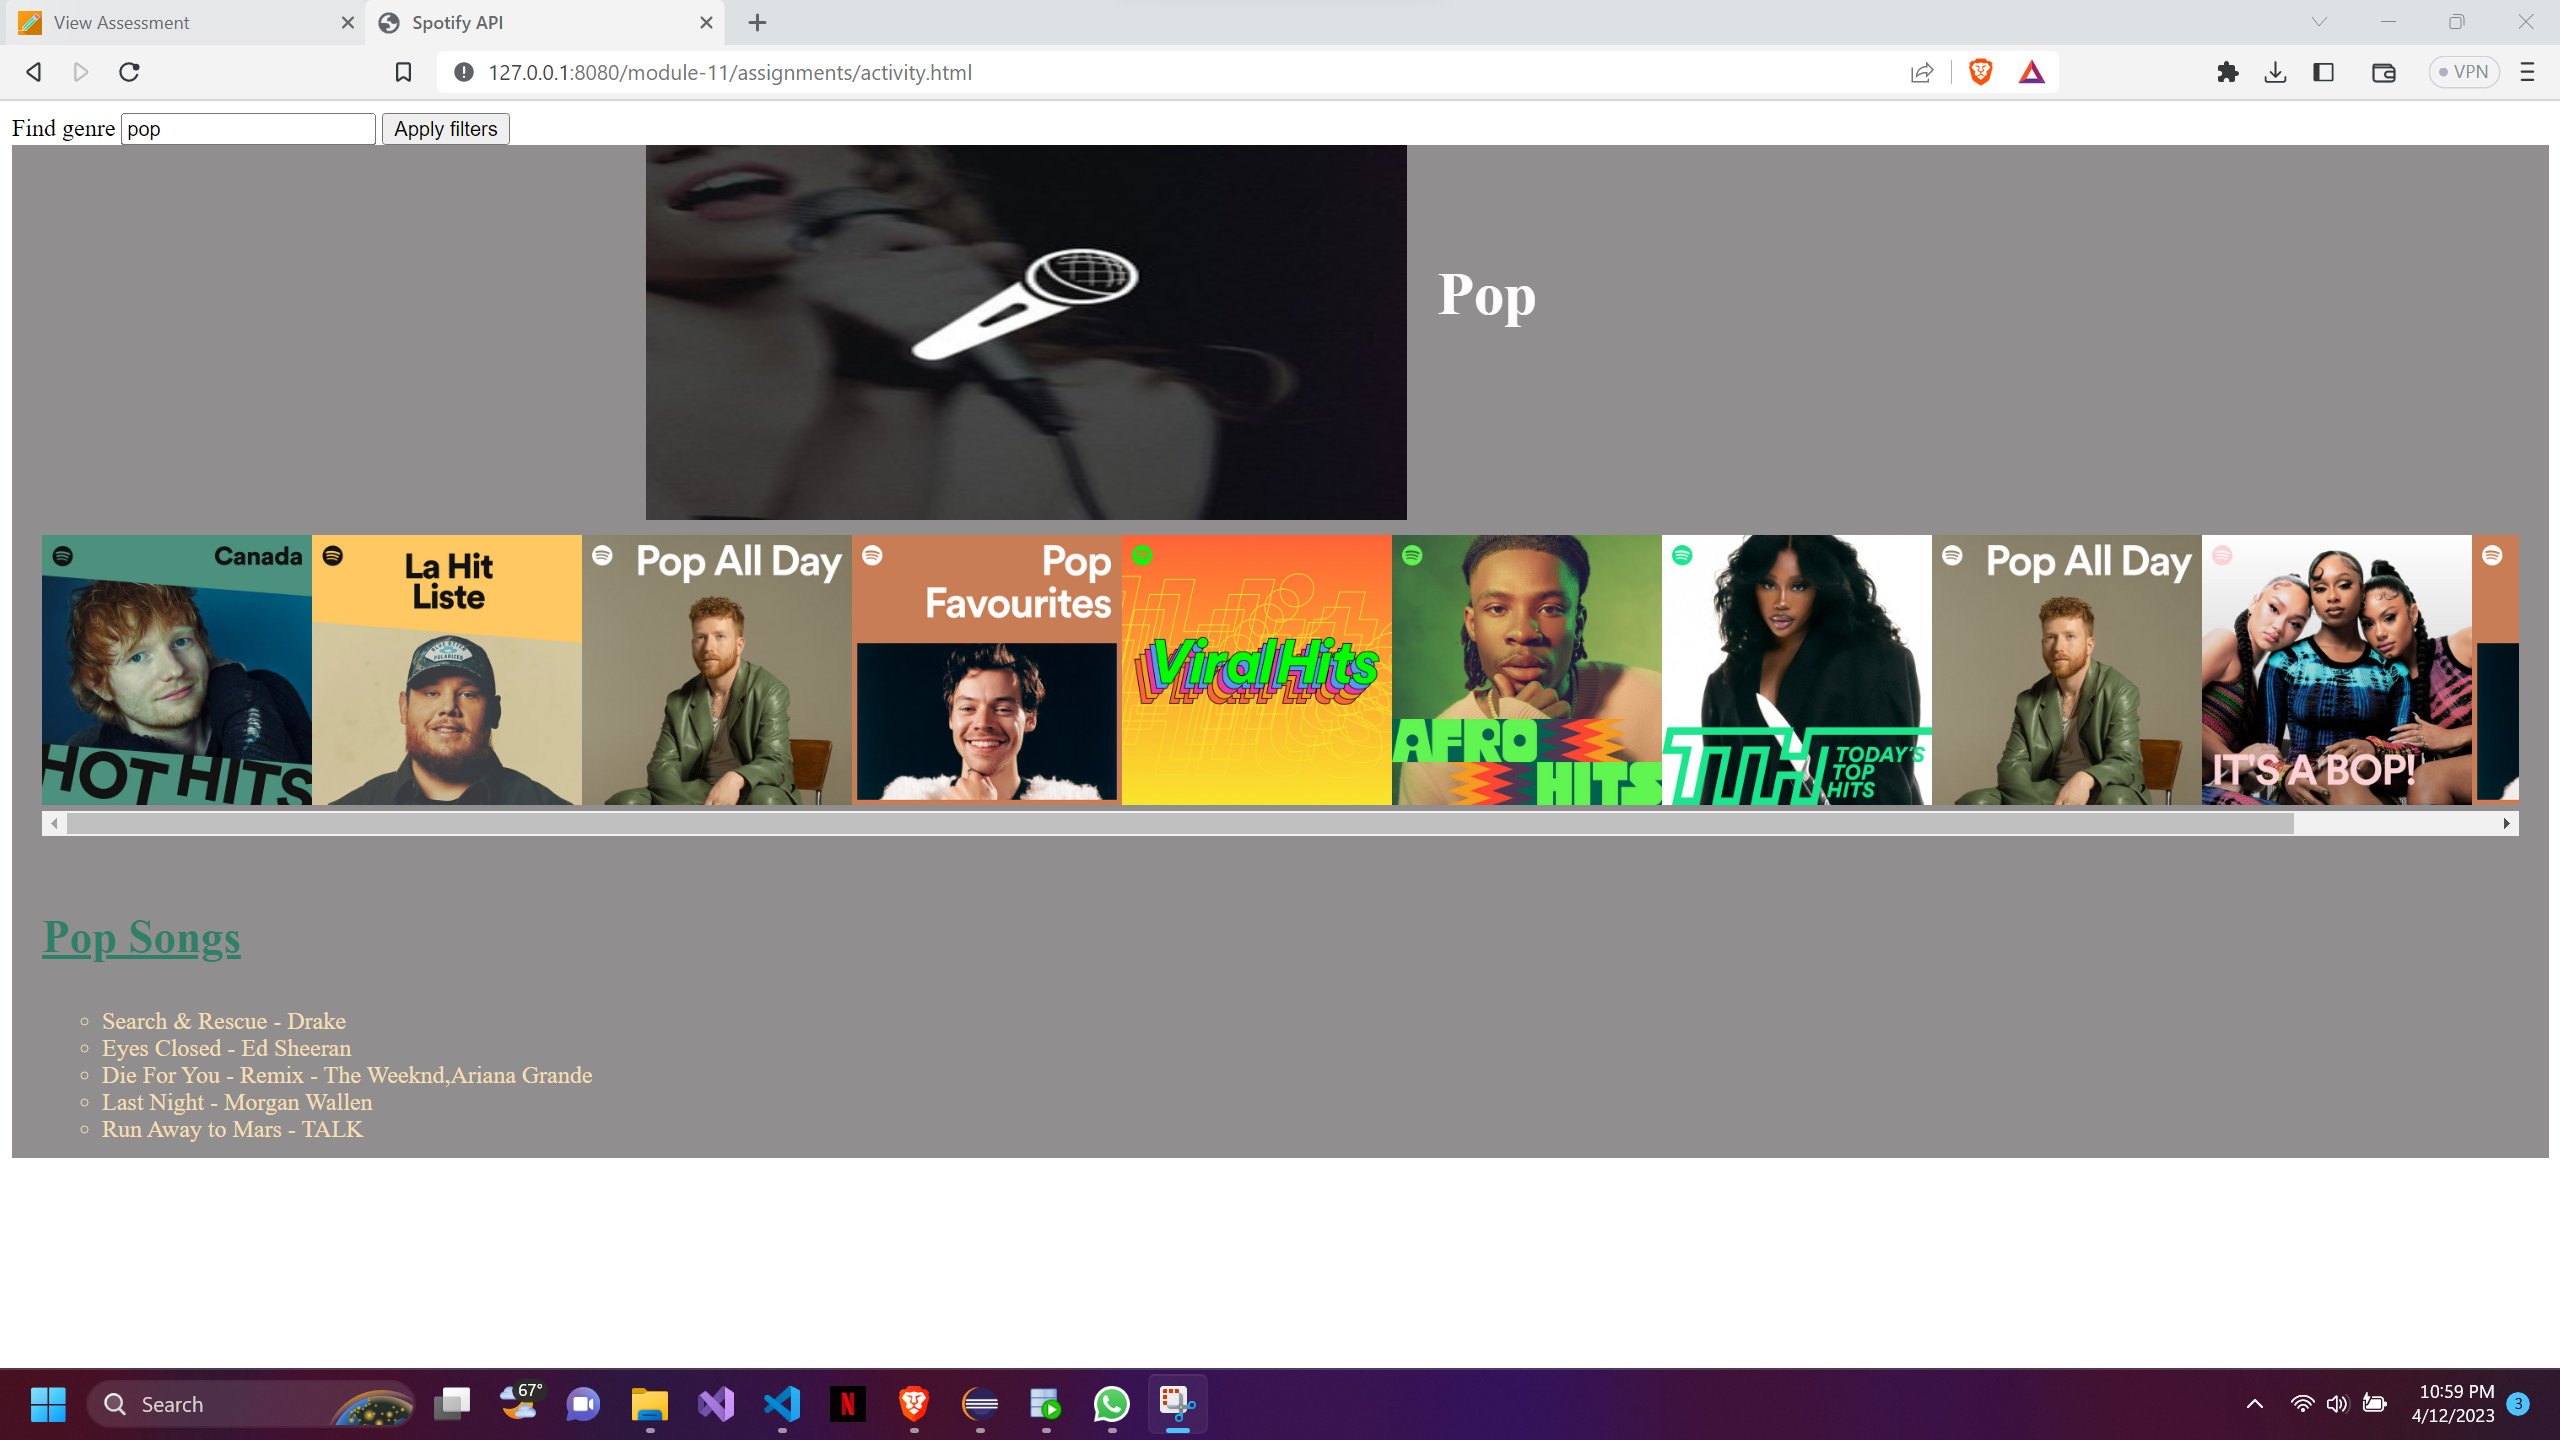 View Assessment
Spotify API
127.0.0.1:8080/module-11/assignments/activity.html
VPN
Find genre pop Apply filters
Pop
Canada
HOT HITS
La Hit
Liste
Pop All Day
Pop
Favourites
Viral Hits
AFRO
HITS
TTH TODAY'S
TOP
HITS
Pop All Day
IT'S A BOP!
Pop Songs
Search & Rescue - Drake
Eyes Closed - Ed Sheeran
Die For You - Remix - The Weeknd,Ariana Grande
Last Night - Morgan Wallen
Run Away to Mars - TALK
Search
67°
N
10:59 PM
4/12/2023
3